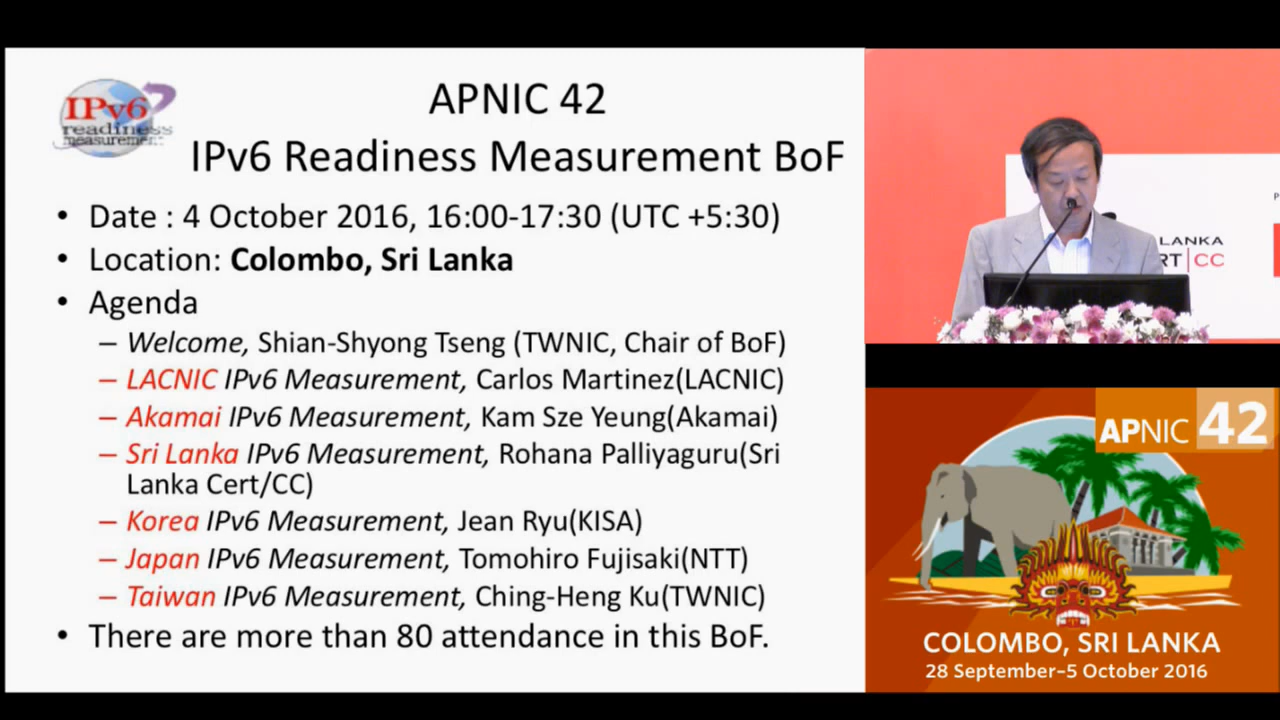 IPv6
readiness
measurement
APNIC 42
IPv6 Readiness Measurement BoF
• Date : 4 October 2016, 16:00-17:30 (UTC +5:30)
• Location: Colombo, Sri Lanka
• Agenda
– Welcome, Shian-Shyong Tseng (TWNIC, Chair of BoF)
– LACNIC IPv6 Measurement, Carlos Martinez(LACNIC)
– Akamai IPv6 Measurement, Kam Sze Yeung(Akamai)
– Sri Lanka IPv6 Measurement, Rohana Palliyaguru(Sri
Lanka Cert/CC)
– Korea IPv6 Measurement, Jean Ryu(KISA)
– Japan IPv6 Measurement, Tomohiro Fujisaki(NTT)
– Taiwan IPv6 Measurement, Ching-Heng Ku(TWNIC)
• There are more than 80 attendance in this BoF.
LANKA
RT|CC
APNIC 42
COLOMBO, SRI LANKA
28 September–5 October 2016